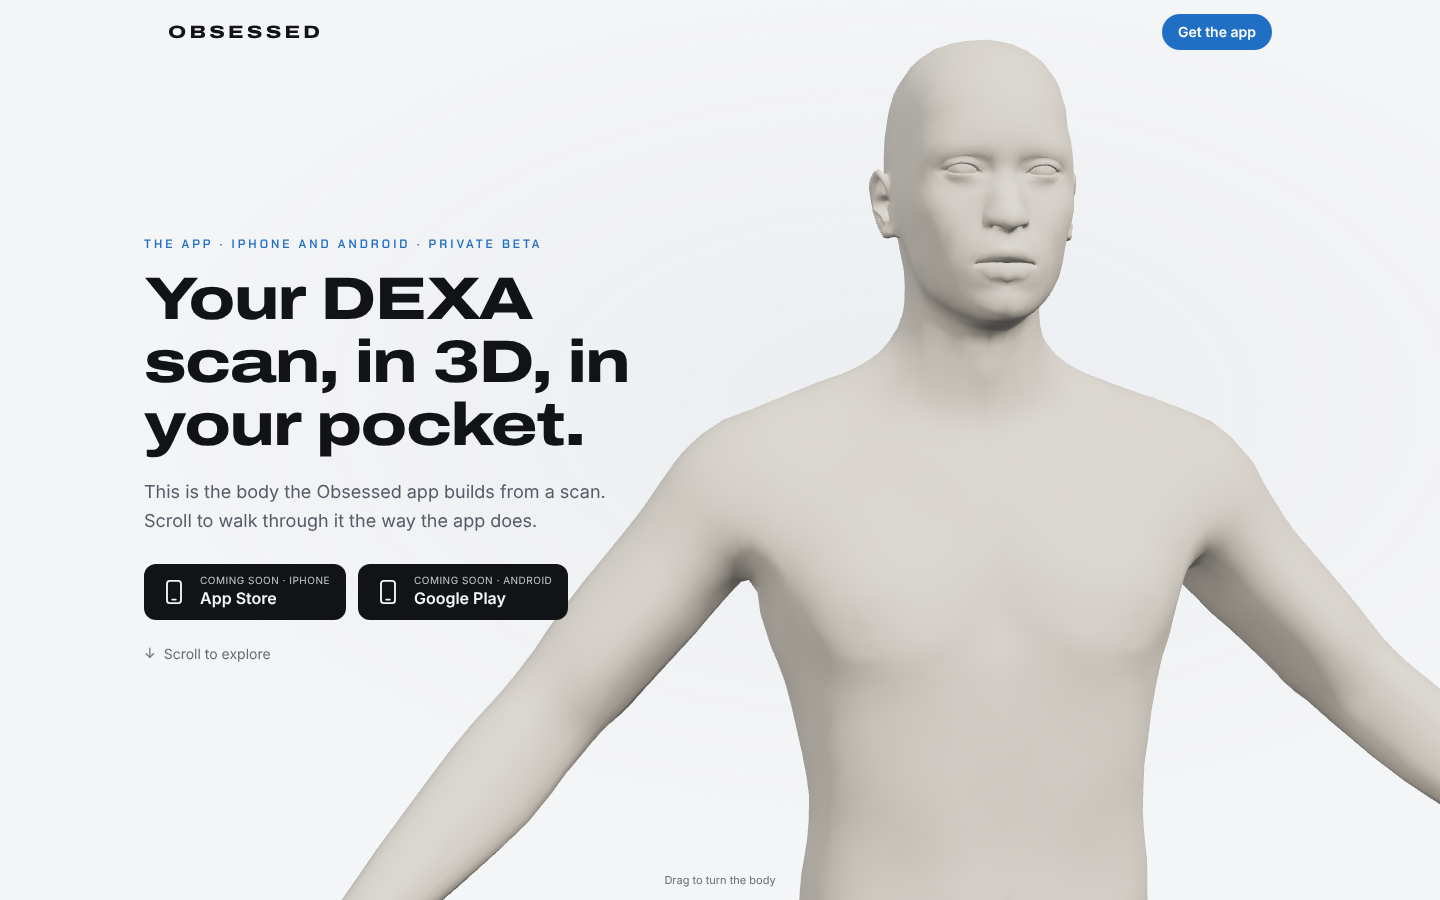 OBSESSED
Get the app
THE APP · IPHONE AND ANDROID · PRIVATE BETA
Your DEXA
scan, in 3D, in
your pocket.
This is the body the Obsessed app builds from a scan.
Scroll to walk through it the way the app does.
COMING SOON · IPHONE
App Store
COMING SOON · ANDROID
Google Play
↓ Scroll to explore
Drag to turn the body